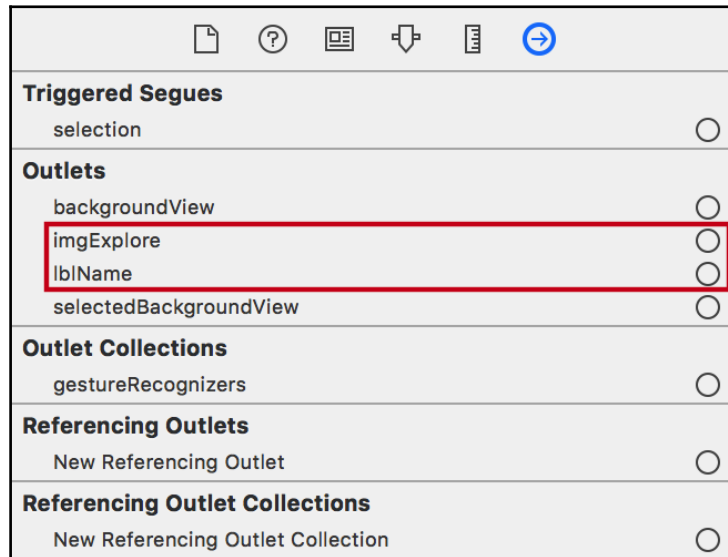 Triggered Segues
selection
Outlets
backgroundView
imgExplore
lblName
selectedBackgroundView
Outlet Collections
gestureRecognizers
Referencing Outlets
New Referencing Outlet
Referencing Outlet Collections
New Referencing Outlet Collection